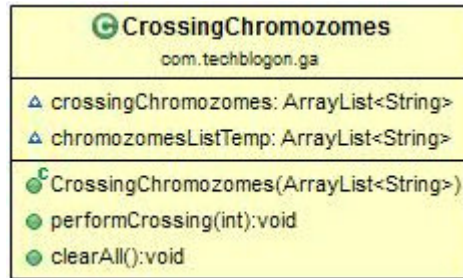 CrossingChromozomes
com.techblogon.ga
crossingChromozomes: ArrayList<String>
chromozomesListTemp: ArrayList<String>
CrossingChromozomes(ArrayList<String>)
performCrossing(int):void
clearAll():void